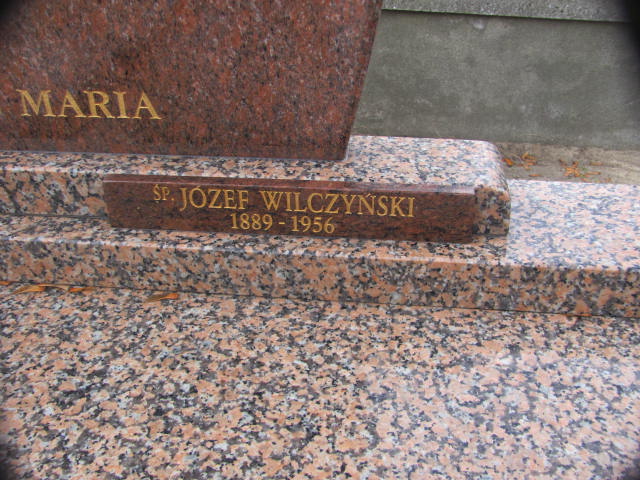 MARIA
ŚP. JÓZEF WILCZYŃSKI
1889-1956